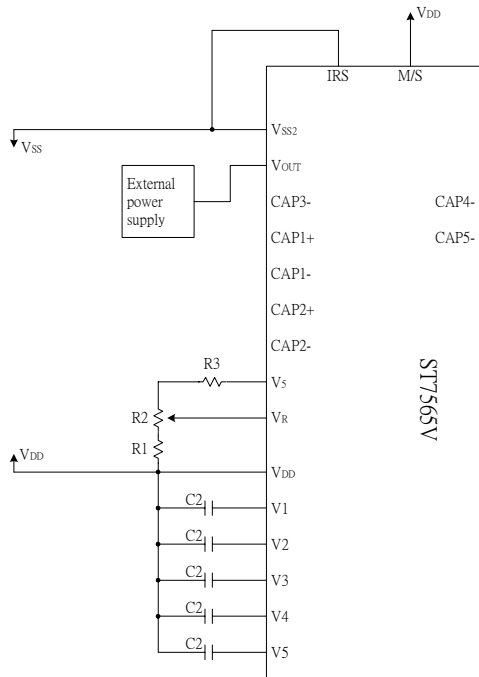 VDD
IRS M/S
VSS2
VSS
VOUT
External
power
supply
CAP3- CAP4-
CAP1+ CAP5-
CAP1-
CAP2+
CAP2-
ST7565V
R3
V5
R2
VR
R1
VDD
VDD
C2
V1
C2
V2
C2
V3
C2
V4
C2
V5